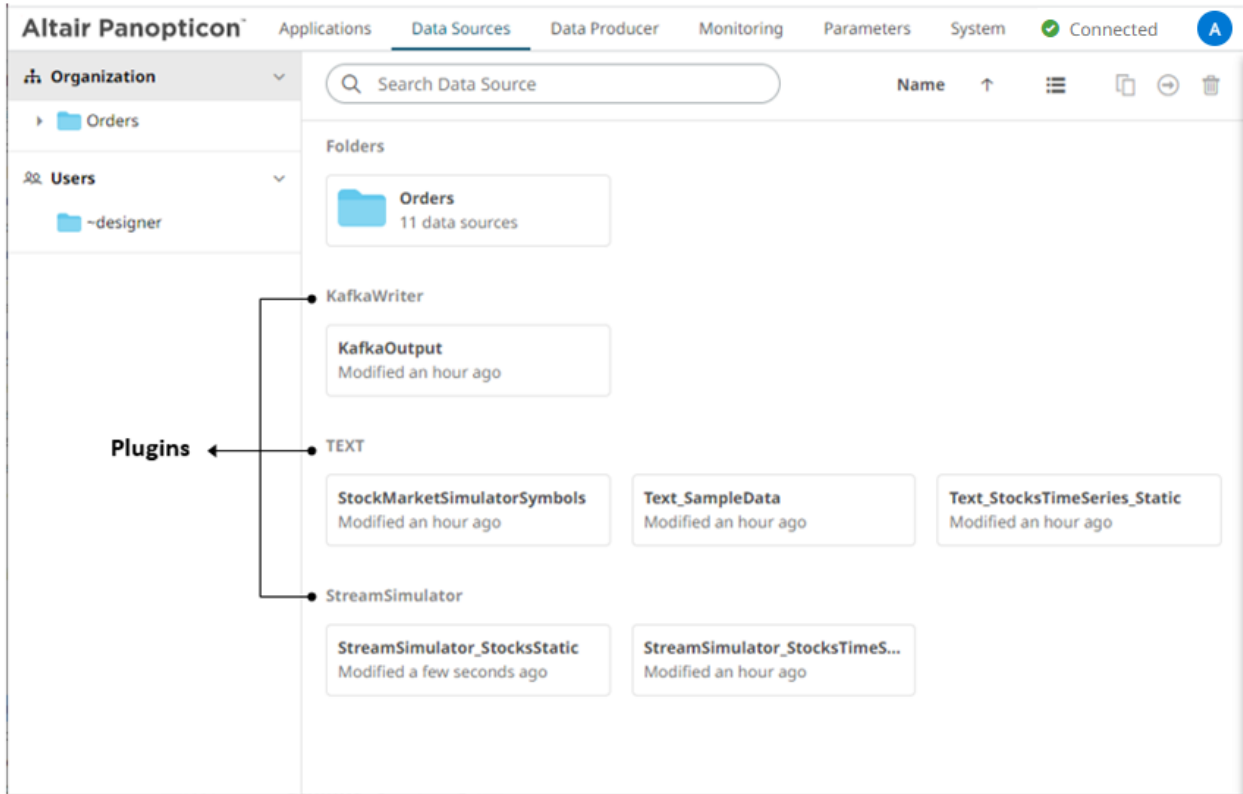 Altair Panopticon™
Applications
Data Sources
Data Producer
Monitoring
Parameters
System
Connected
A
Organization
Orders
Users
~designer
Search Data Source
Name
Folders
Orders
11 data sources
KafkaWriter
KafkaOutput
Modified an hour ago
Plugins
TEXT
StockMarketSimulatorSymbols
Modified an hour ago
Text_SampleData
Modified an hour ago
Text_StocksTimeSeries_Static
Modified an hour ago
StreamSimulator
StreamSimulator_StocksStatic
Modified a few seconds ago
StreamSimulator_StocksTimeS...
Modified an hour ago